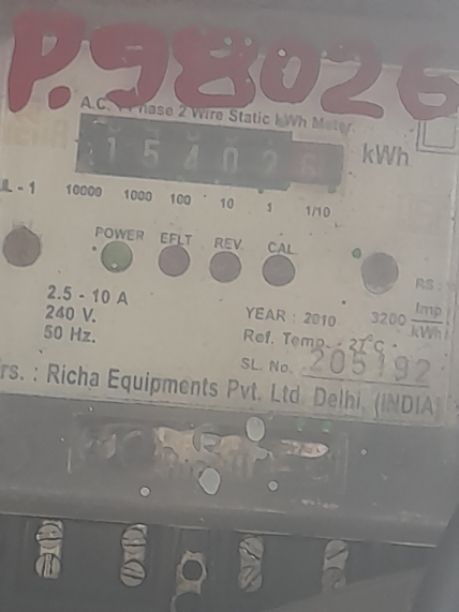 P.98026
A.C. 1 Phase 2 Wire Static kWh Meter
15402 kWh
10000 1000 100 10 1 1/10
POWER EFLT REV. CAL
2.5 - 10 A
240 V.
50 Hz.
YEAR : 2010 3200 Imp
kWh
Ref. Temp. : 27°C
SL. No. 205192
rs. : Richa Equipments Pvt. Ltd. Delhi, (INDIA)